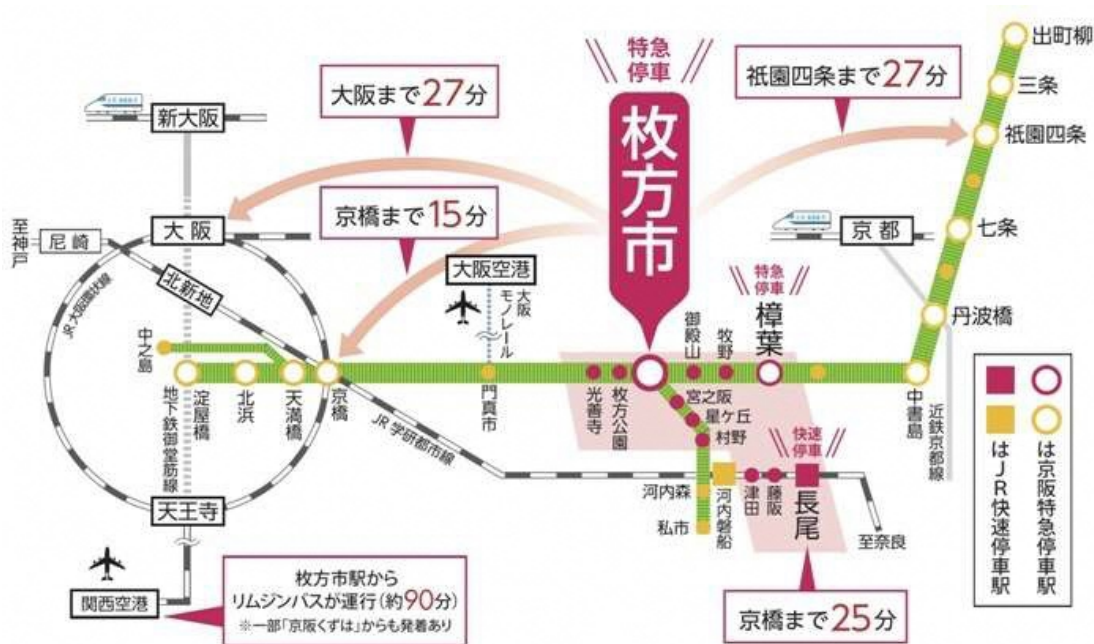 特急
停車
枚方市
大阪まで27分
京橋まで15分
祇園四条まで27分
出町柳
三条
祇園四条
七条
丹波橋
中書島
近鉄京都線
京都
新大阪
大阪
尼崎
至神戸
北新地
JR大阪環状線
中之島
淀屋橋
北浜
天満橋
京橋
地下鉄御堂筋線
天王寺
関西空港
大阪空港
大阪
モノレール
門真市
JR学研都市線
光善寺
枚方公園
御殿山
牧野
特急
停車
樟葉
宮之阪
星ケ丘
村野
河内森
私市
河内磐船
津田
藤阪
快速
停車
長尾
至奈良
京橋まで25分
枚方市駅から
リムジンバスが運行(約90分)
※一部「京阪くずは」からも発着あり
は京阪特急停車駅
はJR快速停車駅